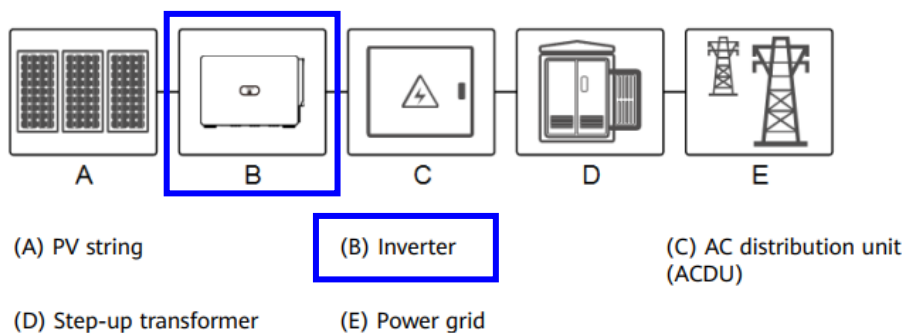 A B C D E
(A) PV string (B) Inverter (C) AC distribution unit
(ACDU)
(D) Step-up transformer (E) Power grid